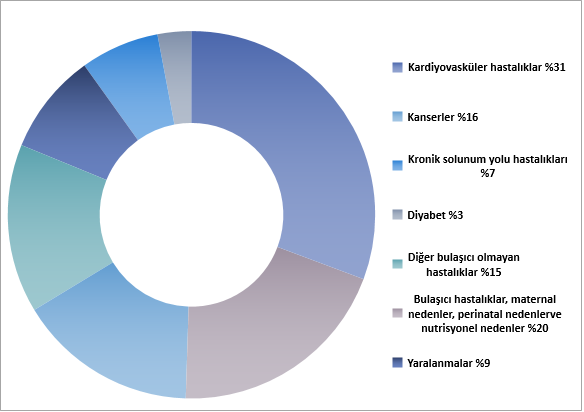 Kardiyovasküler hastalıklar %31
Kanserler %16
Kronik solunum yolu hastalıkları
%7
Diyabet %3
Diğer bulaşıcı olmayan
hastalıklar %15
Bulaşıcı hastalıklar, maternal
nedenler, perinatal nedenlerve
nutrisyonel nedenler %20
Yaralanmalar %9